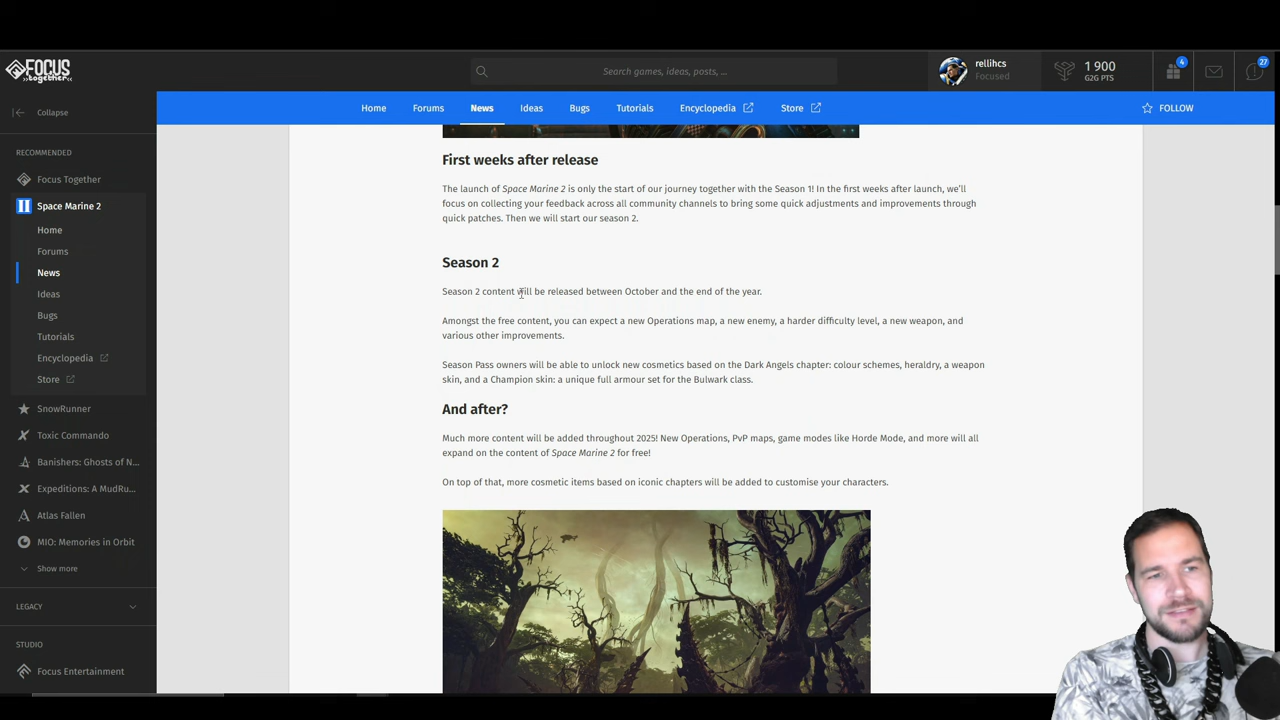 FOCUS
together
Search games, ideas, posts, ...
rellihcs
Focused
1 900
G2G PTS
4
27
Collapse
Home
Forums
News
Ideas
Bugs
Tutorials
Encyclopedia
Store
FOLLOW
RECOMMENDED
Focus Together
Space Marine 2
Home
Forums
News
Ideas
Bugs
Tutorials
Encyclopedia
Store
SnowRunner
Toxic Commando
Banishers: Ghosts of N...
Expeditions: A MudRu...
Atlas Fallen
MIO: Memories in Orbit
Show more
LEGACY
STUDIO
Focus Entertainment
First weeks after release
The launch of Space Marine 2 is only the start of our journey together with the Season 1! In the first weeks after launch, we'll
focus on collecting your feedback across all community channels to bring some quick adjustments and improvements through
quick patches. Then we will start our season 2.
Season 2
Season 2 content will be released between October and the end of the year.
Amongst the free content, you can expect a new Operations map, a new enemy, a harder difficulty level, a new weapon, and
various other improvements.
Season Pass owners will be able to unlock new cosmetics based on the Dark Angels chapter: colour schemes, heraldry, a weapon
skin, and a Champion skin: a unique full armour set for the Bulwark class.
And after?
Much more content will be added throughout 2025! New Operations, PvP maps, game modes like Horde Mode, and more will all
expand on the content of Space Marine 2 for free!
On top of that, more cosmetic items based on iconic chapters will be added to customise your characters.